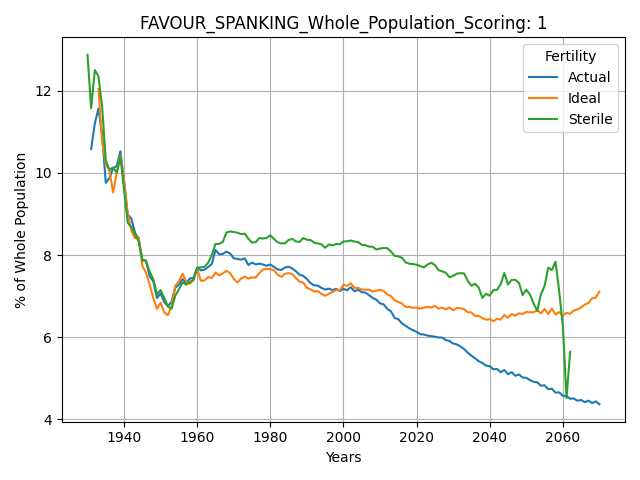 FAVOUR_SPANKING_Whole_Population_Scoring: 1
Fertility
Actual
Ideal
Sterile
% of Whole Population
12
10
8
6
4
1940
1960
1980
2000
2020
2040
2060
Years